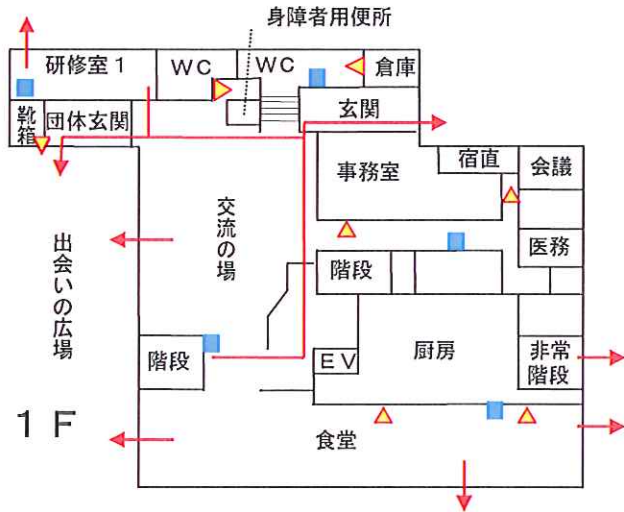 身障者用便所
研修室1
WC
WC
倉庫
玄関
靴箱
団体玄関
事務室
宿直
会議
交流の場
出会いの広場
医務
階段
階段
EV
厨房
非常
階段
1F
食堂